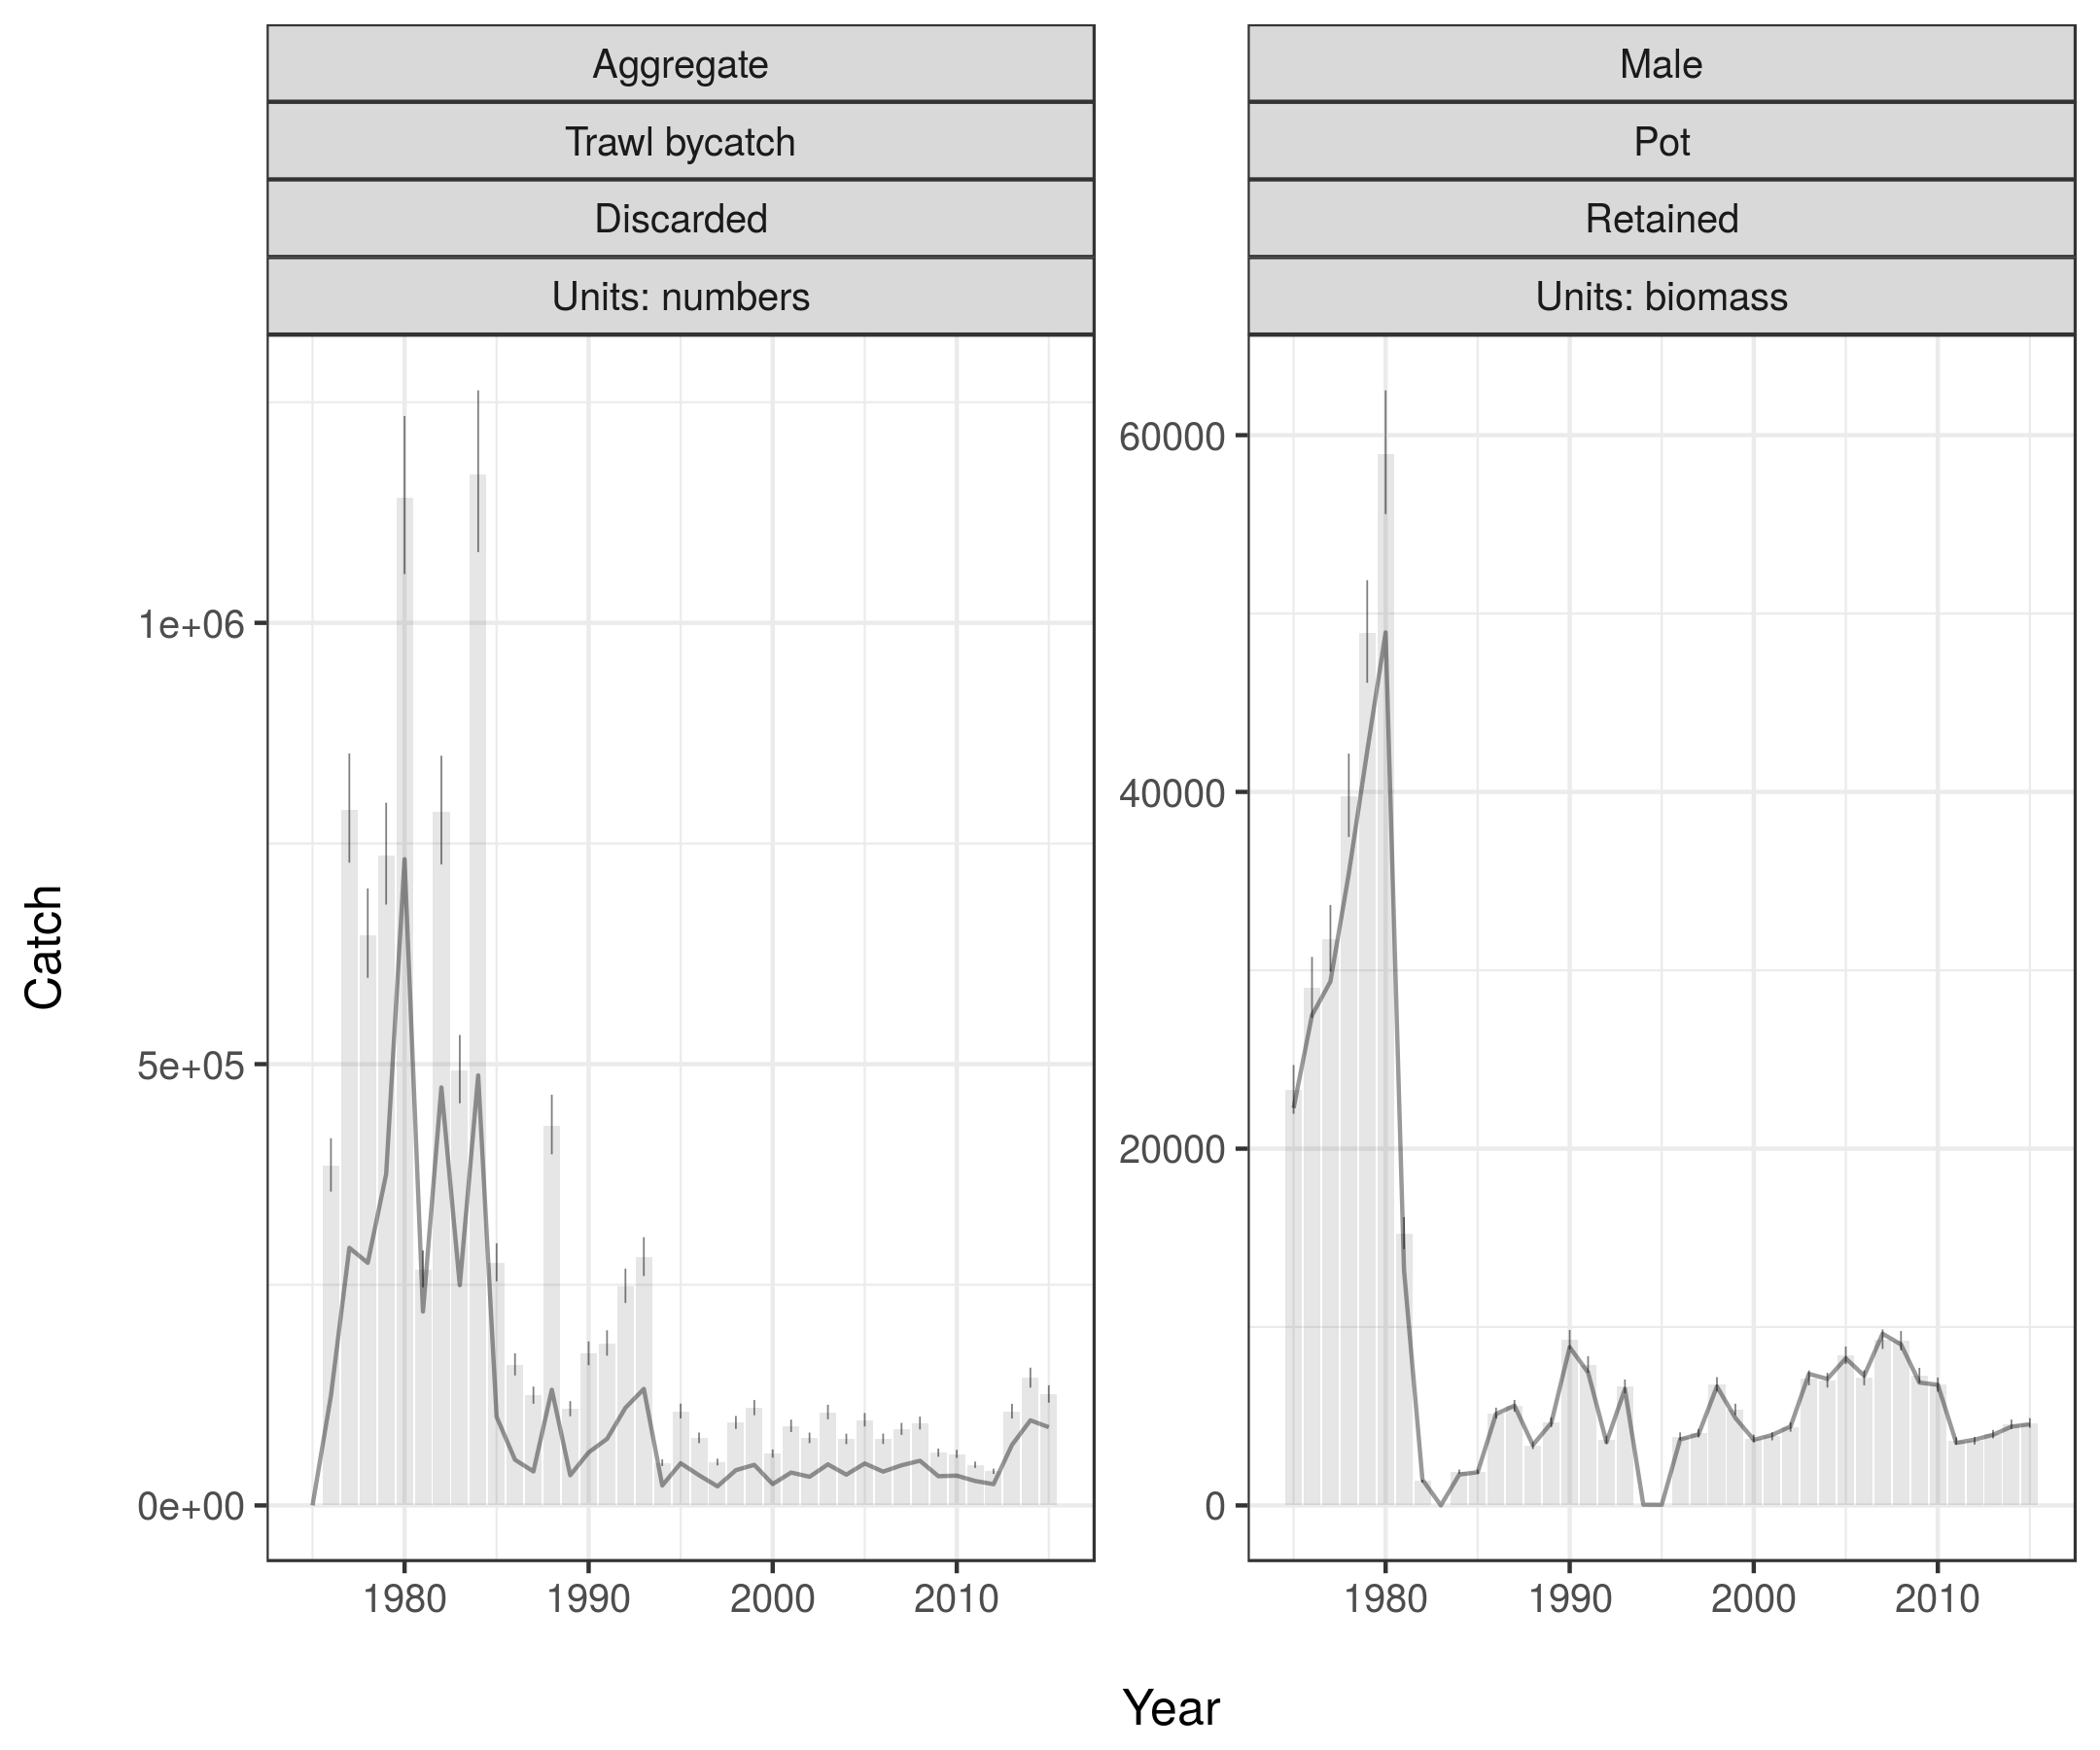 Aggregate
Trawl bycatch
Discarded
Units: numbers
Male
Pot
Retained
Units: biomass
Catch
1e+06
5e+05
0e+00
1980 1990 2000 2010
60000
40000
20000
0
1980 1990 2000 2010
Year